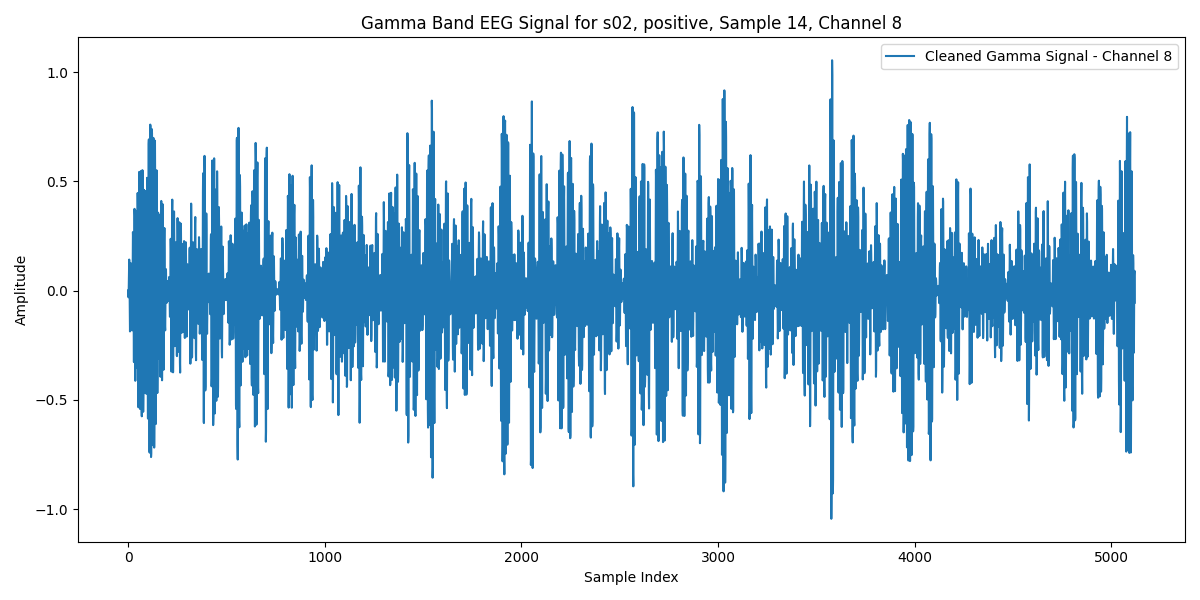 Gamma Band EEG Signal for s02, positive, Sample 14, Channel 8
Cleaned Gamma Signal - Channel 8
Amplitude
1.0
0.5
0.0
−0.5
−1.0
0 1000 2000 3000 4000 5000
Sample Index